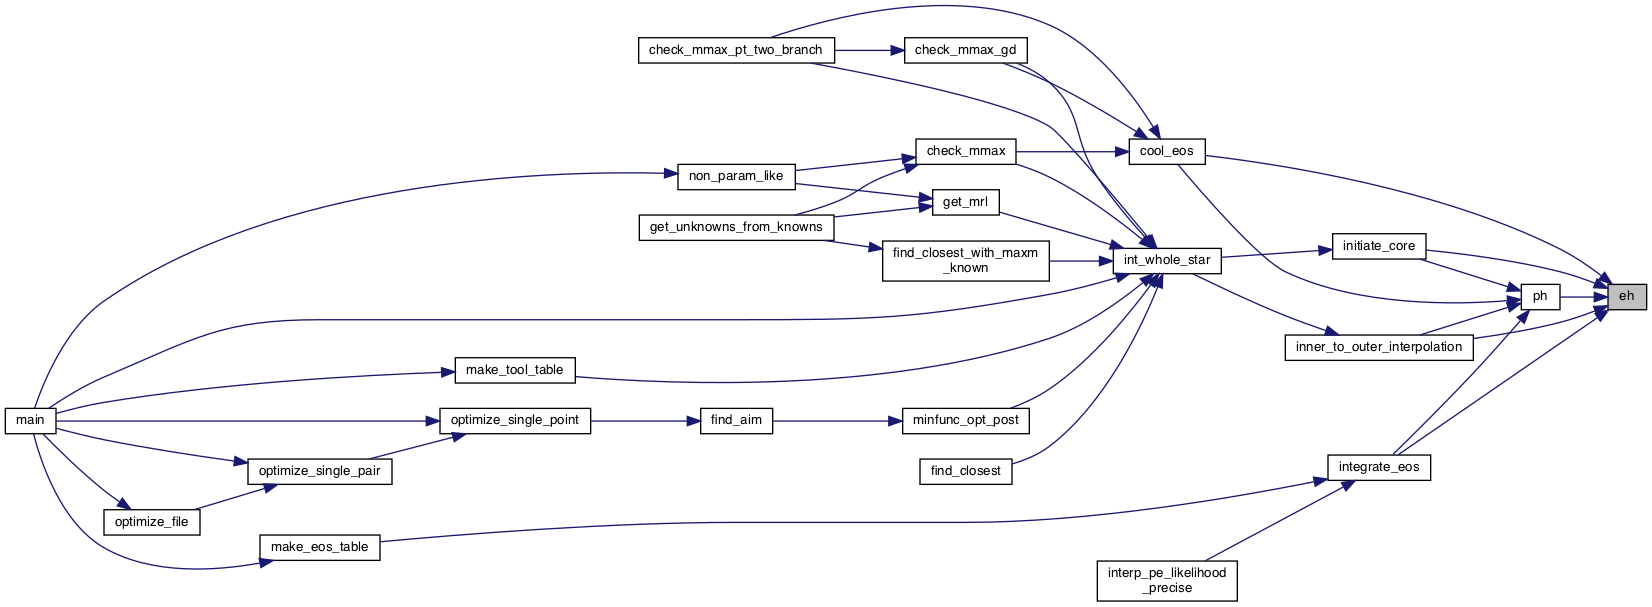 check_mmax_pt_two_branch
check_mmax_gd
cool_eos
check_mmax
non_param_like
get_mrl
get_unknowns_from_knowns
find_closest_with_maxm
_known
int_whole_star
initiate_core
ph
eh
inner_to_outer_interpolation
make_tool_table
main
optimize_single_point
find_aim
minfunc_opt_post
optimize_single_pair
find_closest
integrate_eos
optimize_file
make_eos_table
interp_pe_likelihood
_precise